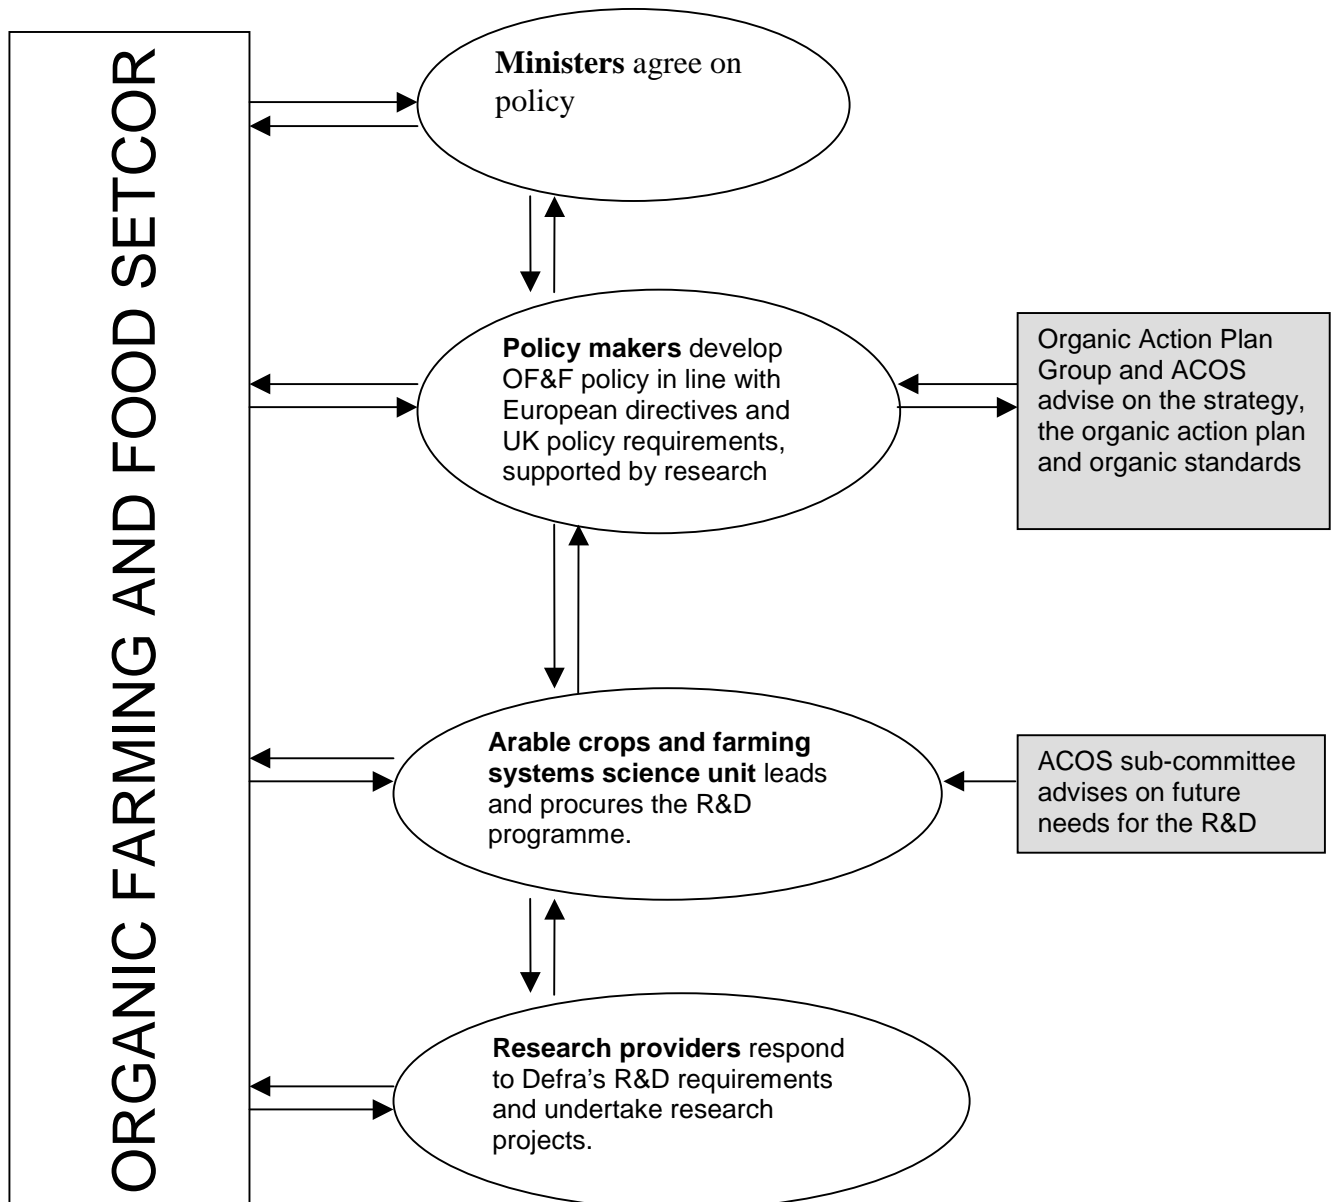 ORGANIC FARMING AND FOOD SETCOR
Ministers agree on
policy
Policy makers develop
OF&F policy in line with
European directives and
UK policy requirements,
supported by research
Organic Action Plan
Group and ACOS
advise on the strategy,
the organic action plan
and organic standards
Arable crops and farming
systems science unit leads
and procures the R&D
programme.
ACOS sub-committee
advises on future
needs for the R&D
Research providers respond
to Defra's R&D requirements
and undertake research
projects.